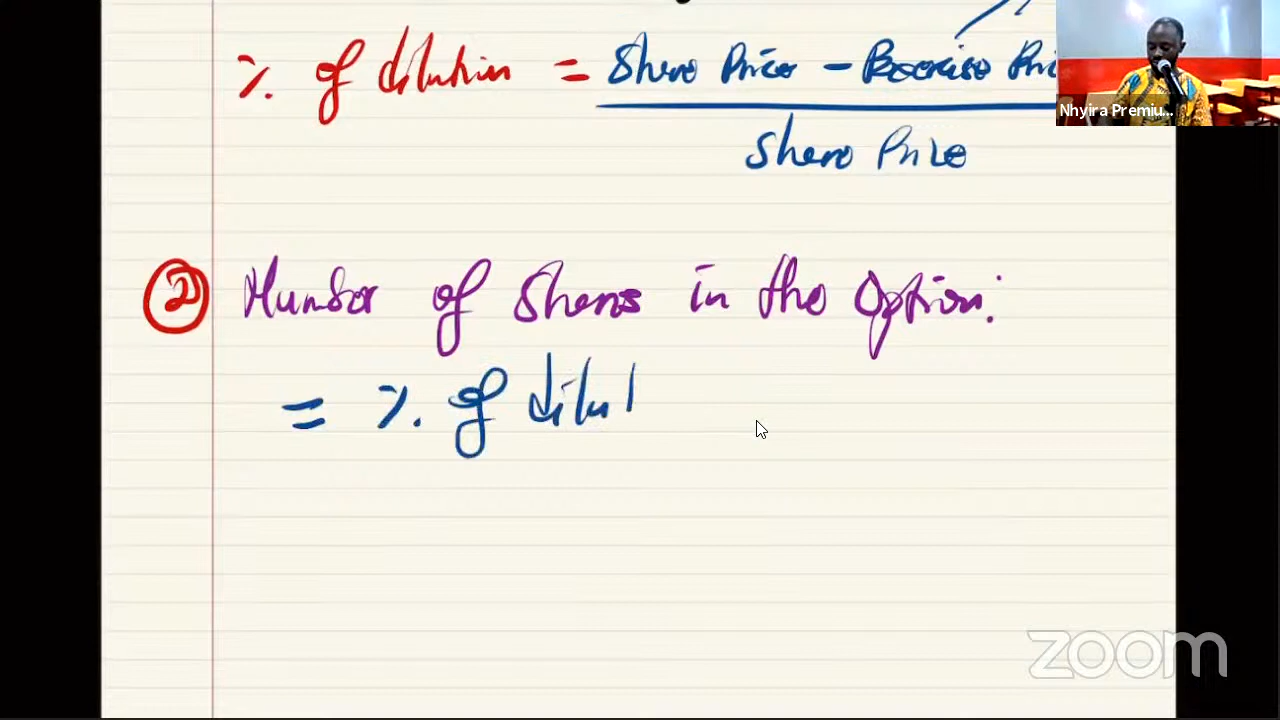 % of dilution = Share Price - Exercise Pri
Share Price
Nhyira Premiu...
2 Number of Shares in the Option:
= % of dilut
zoom